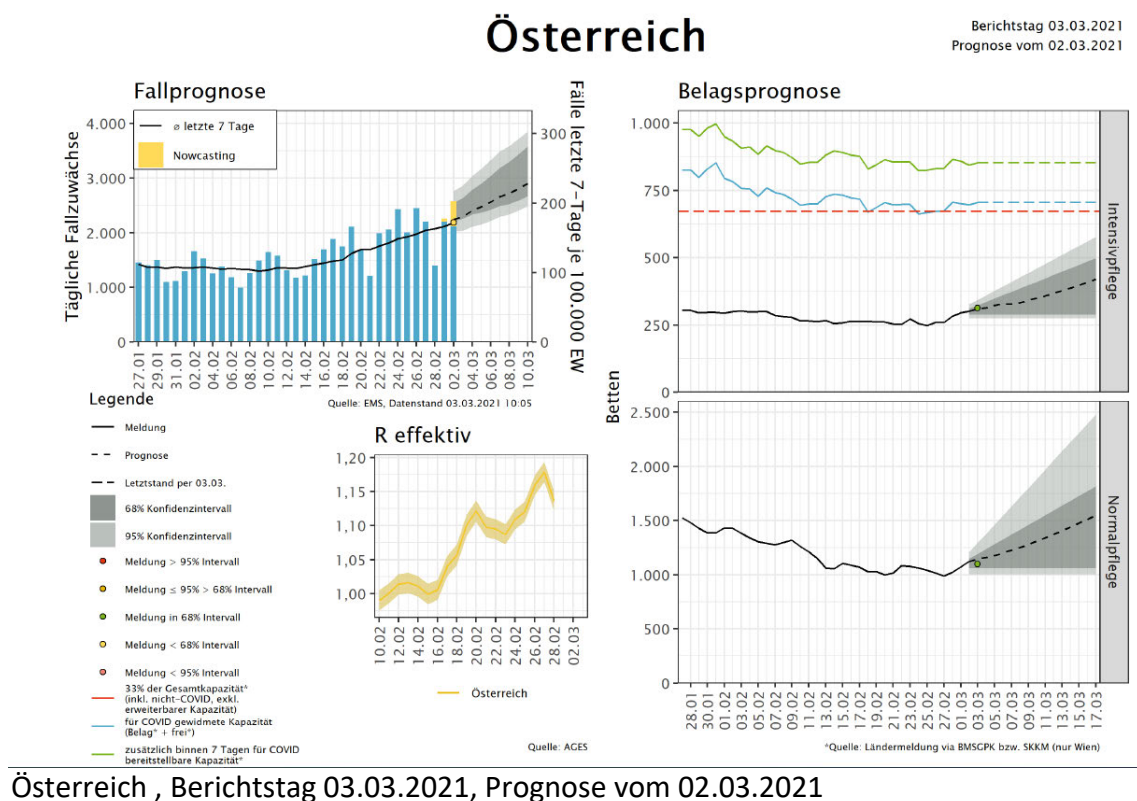 Österreich
Berichtstag 03.03.2021
Prognose vom 02.03.2021
Fallprognose
ø letzte 7 Tage
Nowcasting
Tägliche Fallzuwächse
4.000
3.000
2.000
1.000
0
Fälle letzte 7-Tage je 100.000 EW
300
200
100
0
27.01
29.01
31.01
02.02
04.02
06.02
08.02
10.02
12.02
14.02
16.02
18.02
20.02
22.02
24.02
26.02
28.02
02.03
04.03
06.03
08.03
10.03
Quelle: EMS, Datenstand 03.03.2021 10:05
Legende
Meldung
Prognose
Letztstand per 03.03.
68% Konfidenzintervall
95% Konfidenzintervall
Meldung > 95% Intervall
Meldung ≤ 95% > 68% Intervall
Meldung in 68% Intervall
Meldung < 68% Intervall
Meldung < 95% Intervall
33% der Gesamtkapazität*
(inkl. nicht-COVID, exkl.
erweiterbarer Kapazität)
für COVID gewidmete Kapazität
(Belag* + frei*)
zusätzlich binnen 7 Tagen für COVID
bereitstellbare Kapazität*
R effektiv
1,20
1,15
1,10
1,05
1,00
10.02
12.02
14.02
16.02
18.02
20.02
22.02
24.02
26.02
28.02
02.03
Österreich
Quelle: AGES
Belagsprognose
Betten
1.000
750
500
250
0
Intensivpflege
2.500
2.000
1.500
1.000
500
0
Normalpflege
28.01
30.01
01.02
03.02
05.02
07.02
09.02
11.02
13.02
15.02
17.02
19.02
21.02
23.02
25.02
27.02
01.03
03.03
05.03
07.03
09.03
11.03
13.03
15.03
17.03
*Quelle: Ländermeldung via BMSGPK bzw. SKKM (nur Wien)
Österreich , Berichtstag 03.03.2021, Prognose vom 02.03.2021